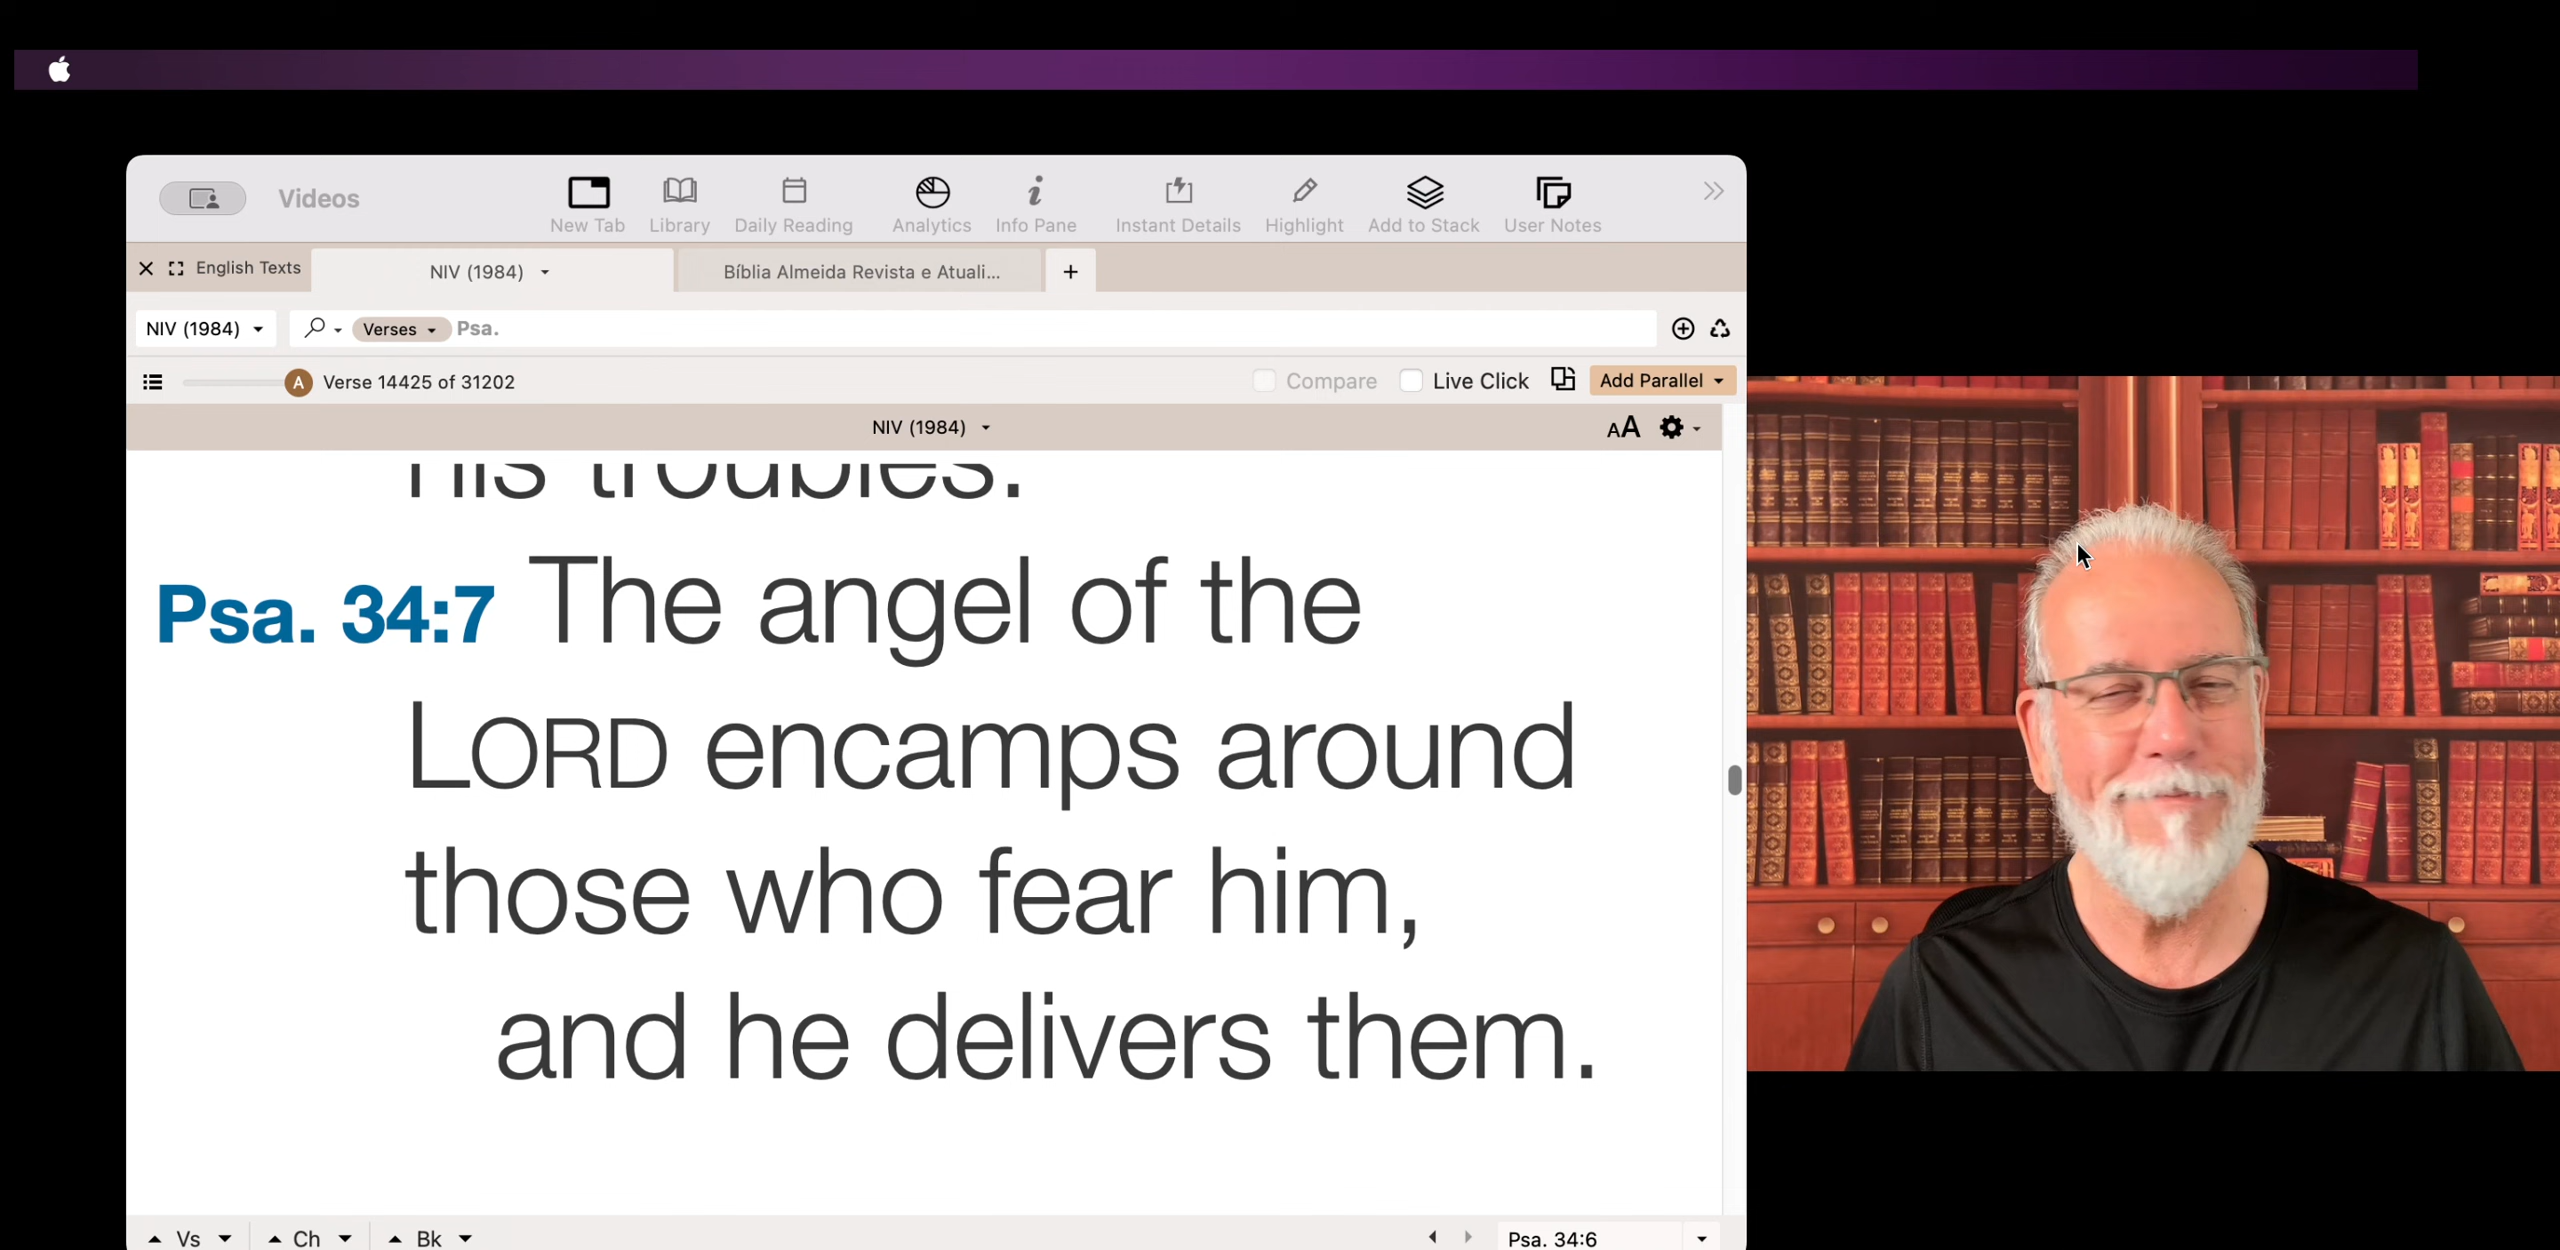 Videos
New Tab Library Daily Reading Analytics Info Pane Instant Details Highlight Add to Stack User Notes
English Texts NIV (1984) Bíblia Almeida Revista e Atuali... +
NIV (1984) Verses Psa.
A Verse 14425 of 31202 Compare Live Click Add Parallel
NIV (1984) AA
his troubles.
Psa. 34:7 The angel of the
LORD encamps around
those who fear him,
and he delivers them.
Vs Ch Bk Psa. 34:6